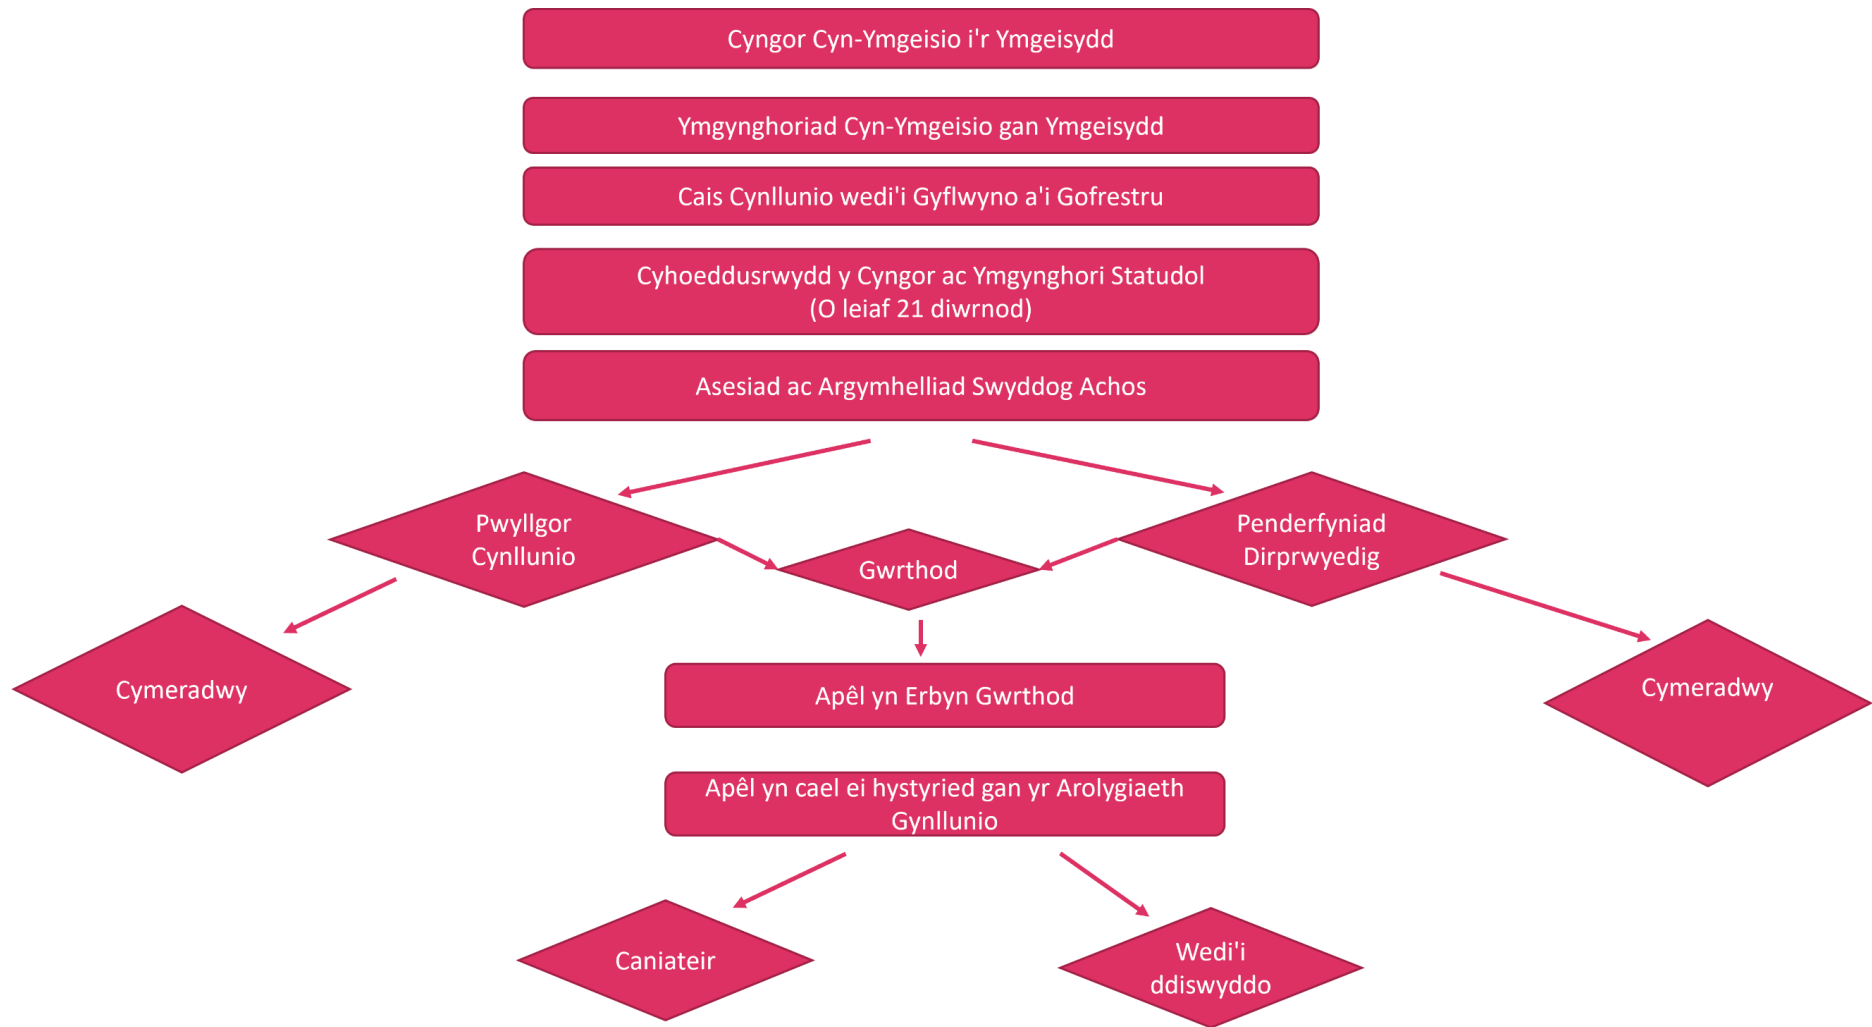 Cyngor Cyn-Ymgeisio i'r Ymgeisydd
Ymgynghoriad Cyn-Ymgeisio gan Ymgeisydd
Cais Cynllunio wedi'i Gyflwyno a'i Gofrestru
Cyhoeddusrwydd y Cyngor ac Ymgynghori Statudol
(O leiaf 21 diwrnod)
Asesiad ac Argymhelliad Swyddog Achos
Pwyllgor
Cynllunio
Gwrthod
Penderfyniad
Dirprwyedig
Cymeradwy
Apêl yn Erbyn Gwrthod
Cymeradwy
Apêl yn cael ei hystyried gan yr Arolygiaeth
Gynllunio
Caniateir
Wedi'i
ddiswyddo